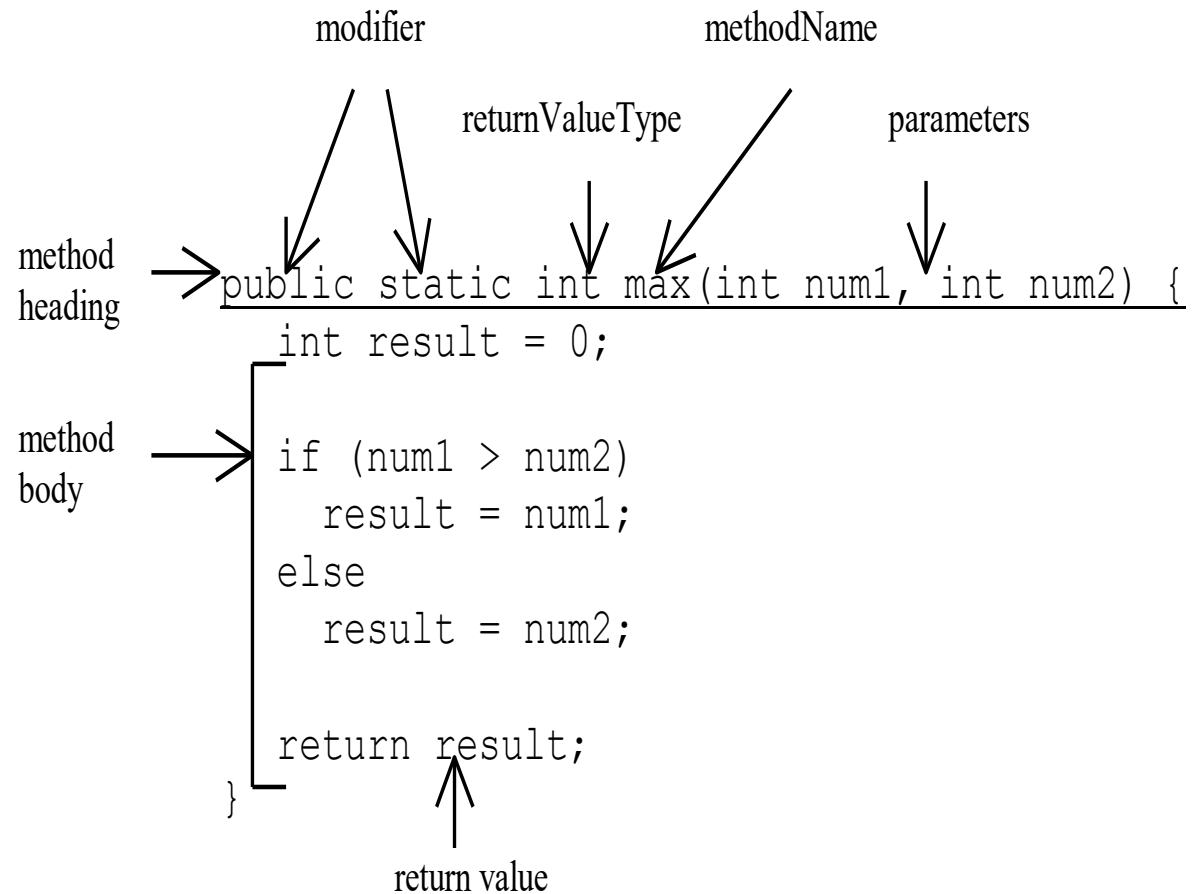 modifier methodName
returnValueType parameters
method
heading
public static int max(int num1, int num2) {
int result = 0;
method
body
if (num1 > num2)
result = num1;
else
result = num2;
return result;
}
return value